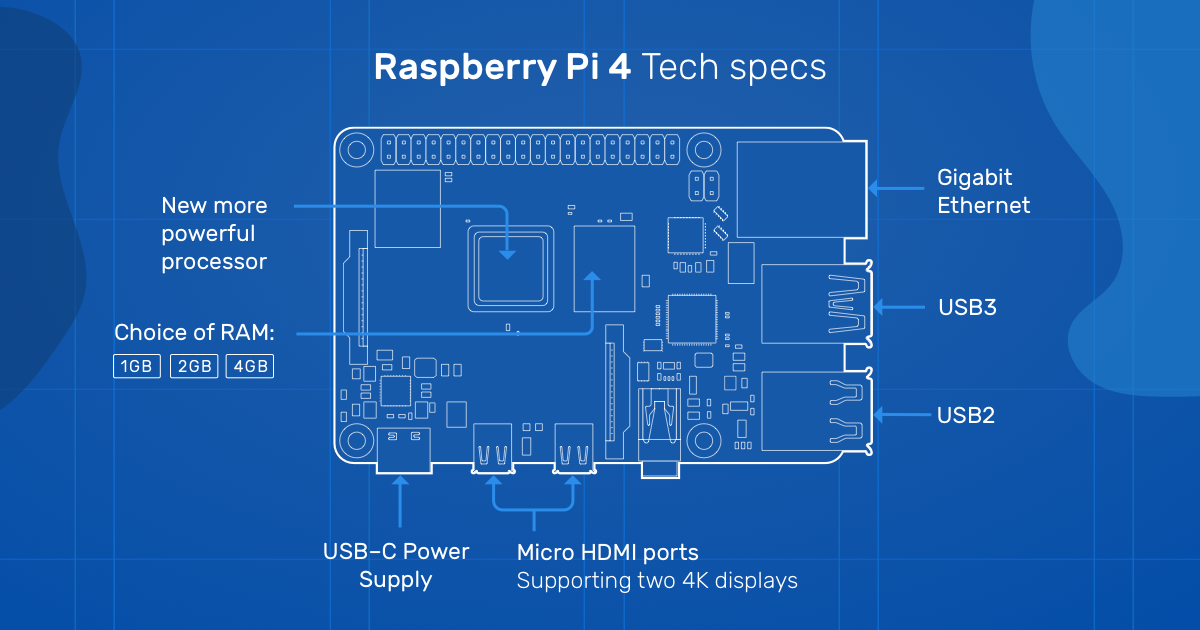 Raspberry Pi 4 Tech specs
New more
powerful
processor
Choice of RAM:
1GB 2GB 4GB
Gigabit
Ethernet
USB3
USB2
USB–C Power
Supply
Micro HDMI ports
Supporting two 4K displays